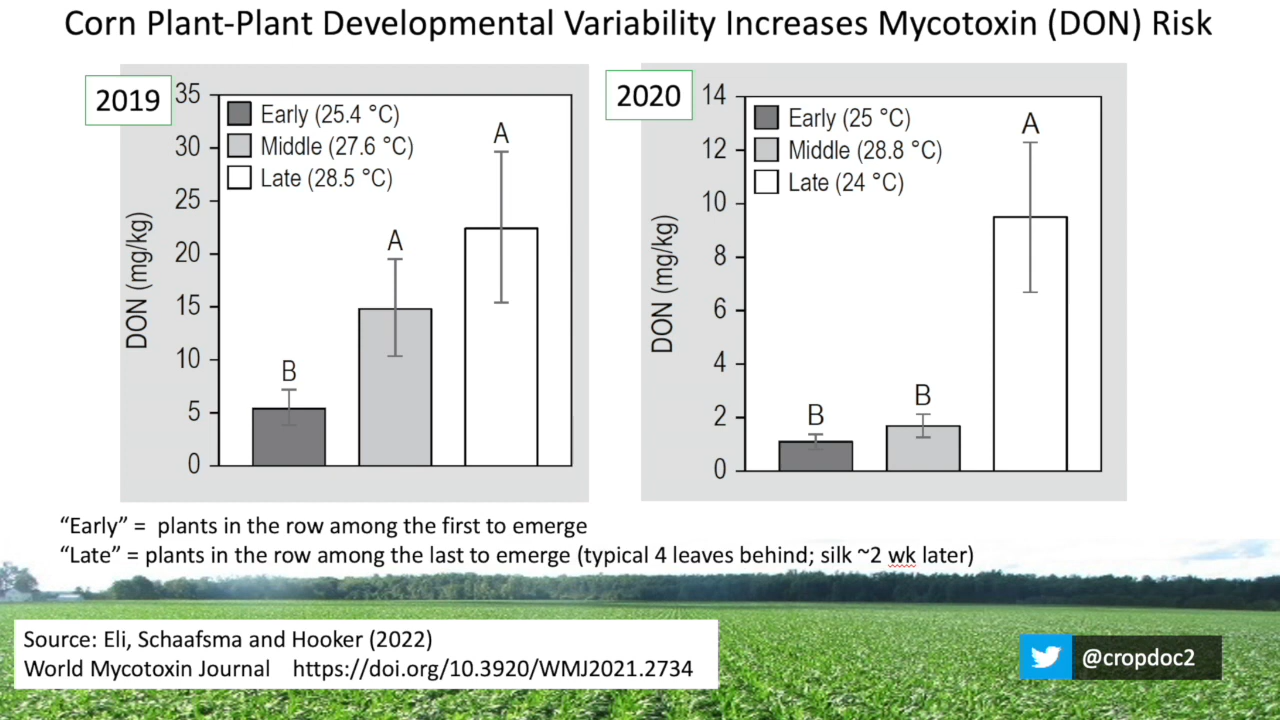 Corn Plant-Plant Developmental Variability Increases Mycotoxin (DON) Risk
2019
35
30
25
20
15
10
5
0
DON (mg/kg)
Early (25.4 °C)
Middle (27.6 °C)
Late (28.5 °C)
B
A
A
2020
14
12
10
8
6
4
2
0
DON (mg/kg)
Early (25 °C)
Middle (28.8 °C)
Late (24 °C)
B
B
A
“Early” =  plants in the row among the first to emerge
“Late” = plants in the row among the last to emerge (typical 4 leaves behind; silk ~2 wk later)
Source: Eli, Schaafsma and Hooker (2022)
World Mycotoxin Journal    https://doi.org/10.3920/WMJ2021.2734
@cropdoc2